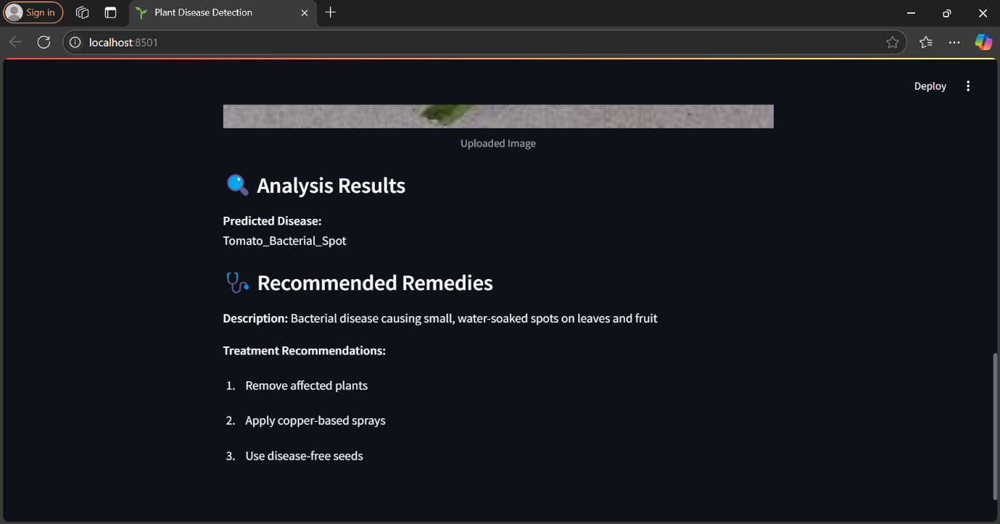 Sign in
Plant Disease Detection
localhost:8501
Deploy
Uploaded Image
Analysis Results
Predicted Disease:
Tomato_Bacterial_Spot
Recommended Remedies
Description: Bacterial disease causing small, water-soaked spots on leaves and fruit
Treatment Recommendations:
1. Remove affected plants
2. Apply copper-based sprays
3. Use disease-free seeds